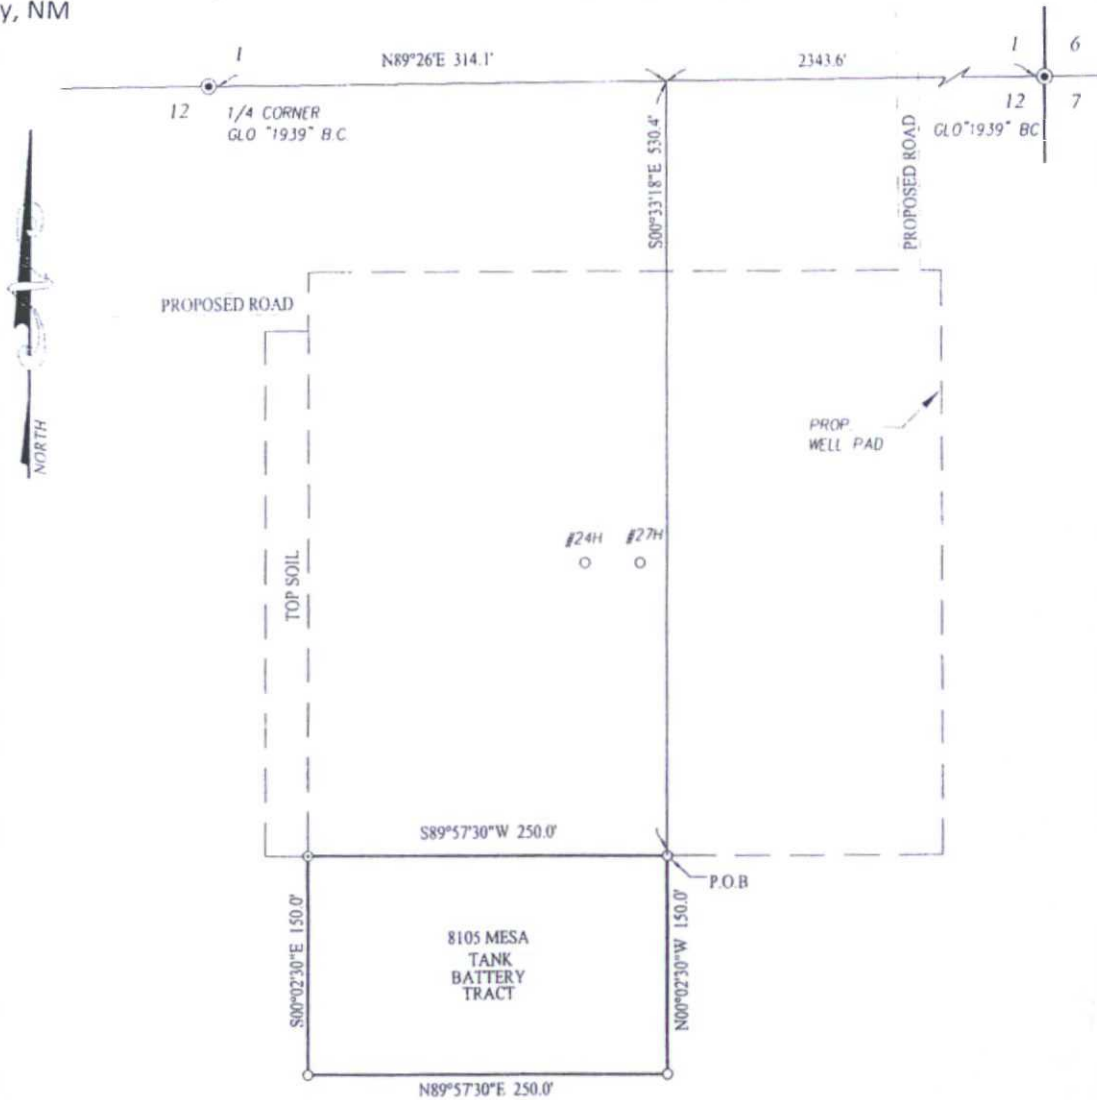 y, NM
1
N89°26'E 314.1'
2343.6'
1
6
12
1/4 CORNER
GLO "1939" B.C.
12
7
GLO"1939" BC
S00°33'18"E 530.4'
PROPOSED ROAD
PROPOSED ROAD
NORTH
PROP.
WELL PAD
#24H
#27H
TOP SOIL
S89°57'30"W 250.0'
P.O.B
S00°02'30"E 150.0'
8105 MESA
TANK
BATTERY
TRACT
N00°02'30"W 150.0'
N89°57'30"E 250.0'